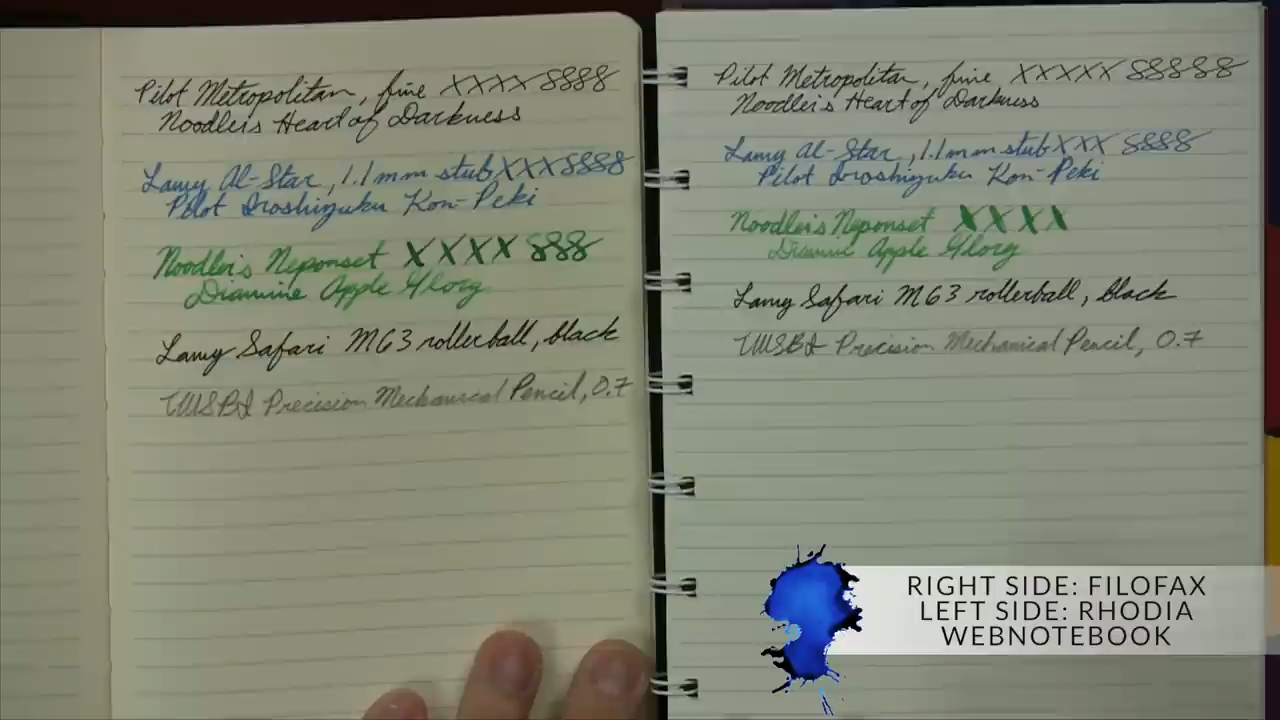 Pilot Metropolitan, fine XXXX 8888
Noodler's Heart of Darkness
Lamy Al-Star, 1.1mm stub XXX 8888
Pilot Iroshizuku Kon-Peki
Noodler's Neponset XXXX 888
Diamine Apple Glory
Lamy Safari M63 rollerball, black
TWSBI Precision Mechanical Pencil, 0.7
Pilot Metropolitan, fine XXXXX 88888
Noodler's Heart of Darkness
Lamy Al-Star, 1.1mm stub XXX 8888
Pilot Iroshizuku Kon-Peki
Noodler's Neponset XXXX
Diamine Apple Glory
Lamy Safari M63 rollerball, black
TWSBI Precision Mechanical Pencil, 0.7
RIGHT SIDE: FILOFAX
LEFT SIDE: RHODIA
WEBNOTEBOOK